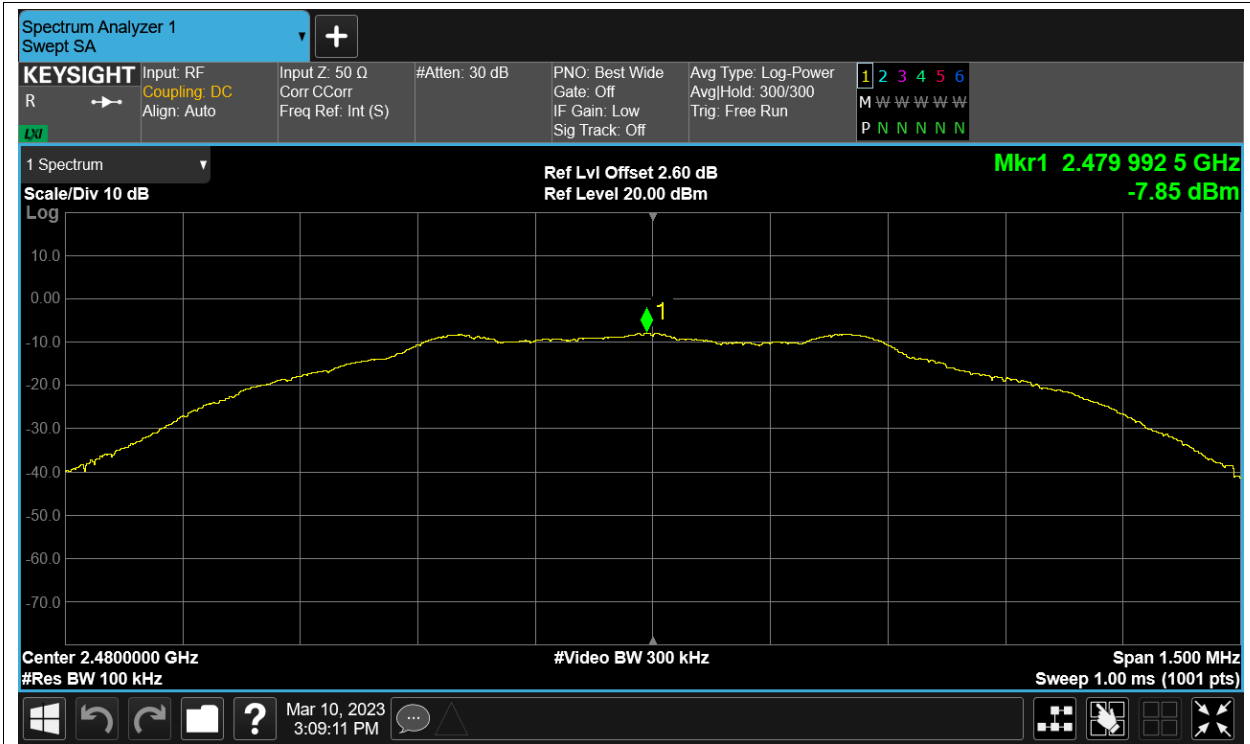 Spectrum Analyzer 1
Swept SA
+
KEYSIGHT
R
LXI
Input: RF
Coupling: DC
Align: Auto
Input Z: 50 Ω
Corr CCorr
Freq Ref: Int (S)
#Atten: 30 dB
PNO: Best Wide
Gate: Off
IF Gain: Low
Sig Track: Off
Avg Type: Log-Power
Avg|Hold: 300/300
Trig: Free Run
1 2 3 4 5 6
M W W W W W
P N N N N N
1 Spectrum
Scale/Div 10 dB
Log
Ref Lvl Offset 2.60 dB
Ref Level 20.00 dBm
Mkr1 2.479 992 5 GHz
-7.85 dBm
10.0
0.00
1
-10.0
-20.0
-30.0
-40.0
-50.0
-60.0
-70.0
Center 2.4800000 GHz
#Res BW 100 kHz
#Video BW 300 kHz
Span 1.500 MHz
Sweep 1.00 ms (1001 pts)
?
Mar 10, 2023
3:09:11 PM